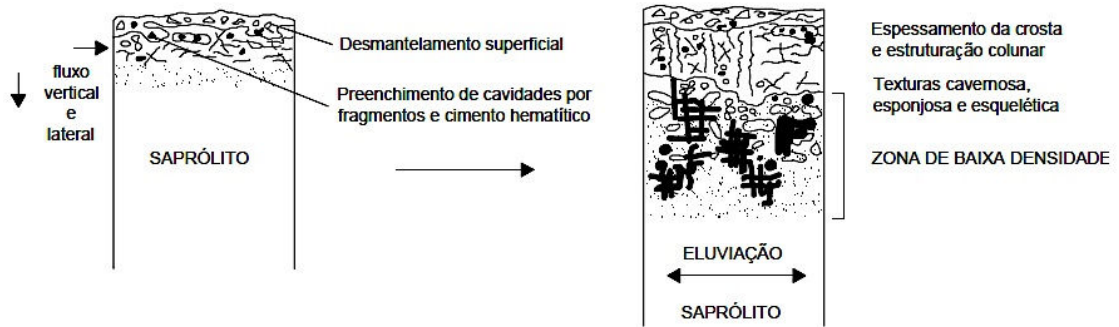 Desmantelamento superficial
fluxo
vertical
e
lateral
Preenchimento de cavidades por
fragmentos e cimento hematítico
SAPRÓLITO
Espessamento da crosta
e estruturação colunar
Texturas cavernosa,
esponjosa e esquelética
ZONA DE BAIXA DENSIDADE
ELUVIAÇÃO
SAPRÓLITO